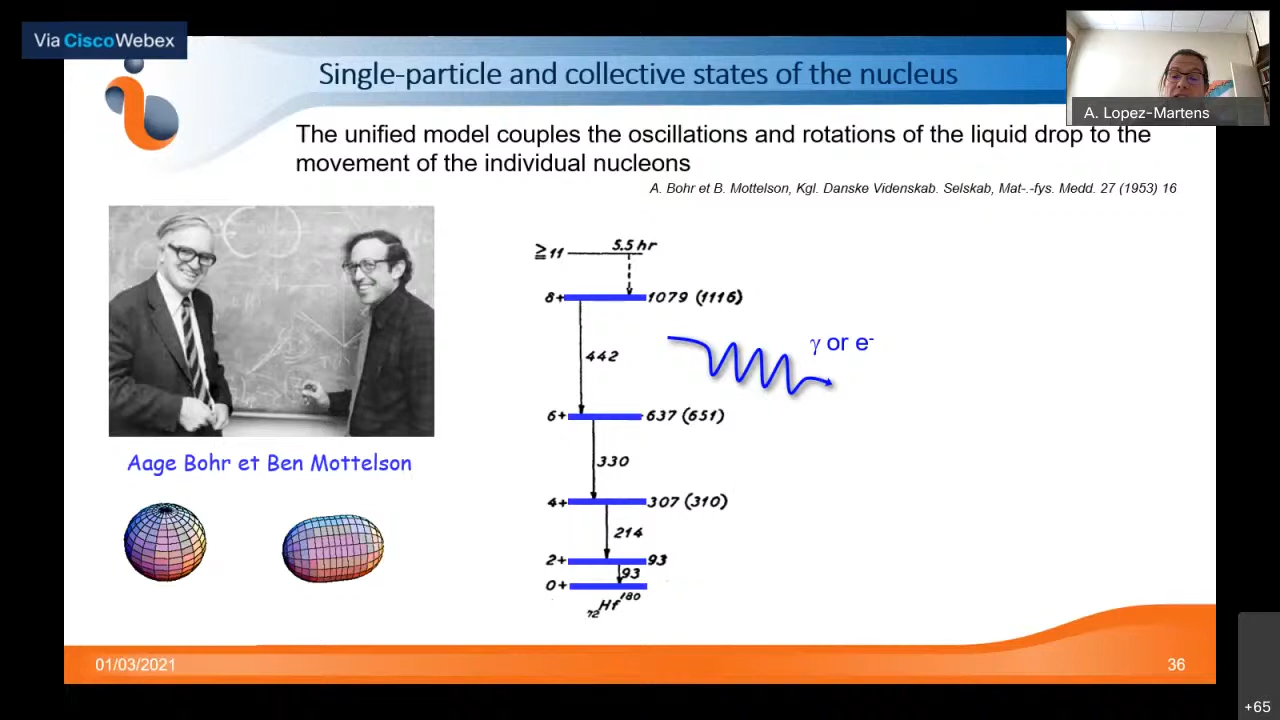 Via Cisco Webex
Single-particle and collective states of the nucleus
A. Lopez-Martens
The unified model couples the oscillations and rotations of the liquid drop to the
movement of the individual nucleons
A. Bohr et B. Mottelson, Kgl. Danske Videnskab. Selskab, Mat-.-fys. Medd. 27 (1953) 16
≧11 5.5 hr
8+ 1079 (1116)
γ or e-
442
6+ 637 (651)
330
4+ 307 (310)
214
2+ 93
93
0+
72Hf180
Aage Bohr et Ben Mottelson
01/03/2021
36
+65